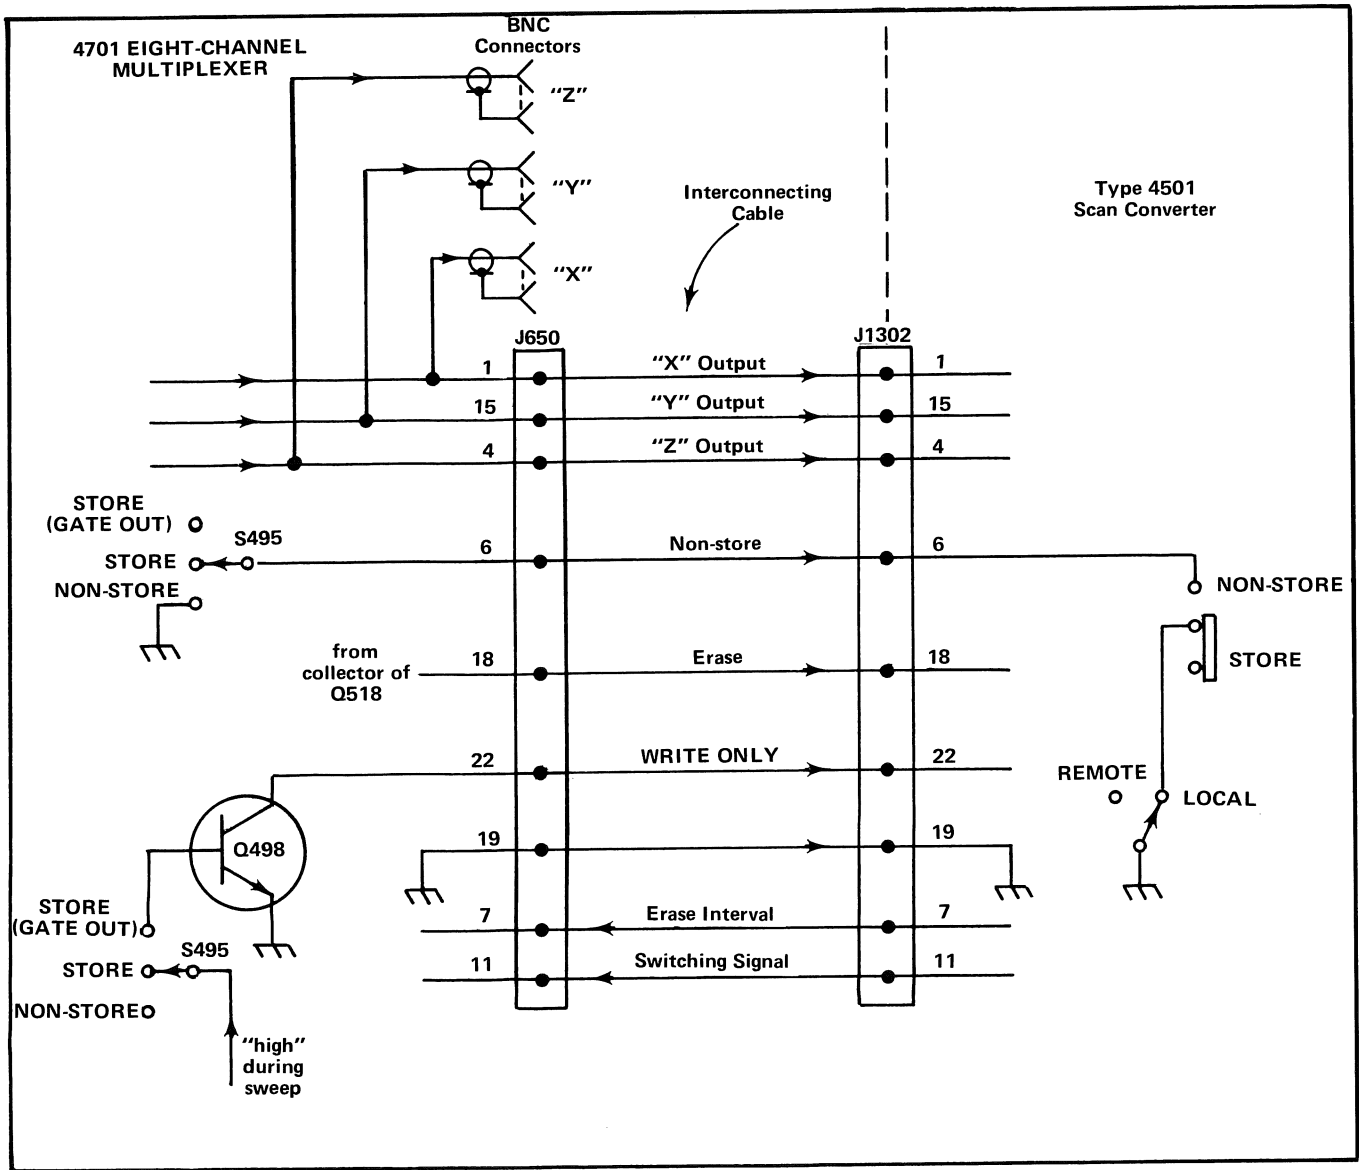 4701 EIGHT-CHANNEL
MULTIPLEXER
BNC
Connectors
"Z"
"Y"
"X"
Interconnecting
Cable
Type 4501
Scan Converter
J650
J1302
1
"X" Output
1
15
"Y" Output
15
4
"Z" Output
4
STORE
(GATE OUT)
S495
STORE
NON-STORE
6
Non-store
6
NON-STORE
STORE
from
collector of
Q518
18
Erase
18
22
WRITE ONLY
22
REMOTE
LOCAL
Q498
19
19
STORE
(GATE OUT)
S495
STORE
NON-STORE
"high"
during
sweep
7
Erase Interval
7
11
Switching Signal
11